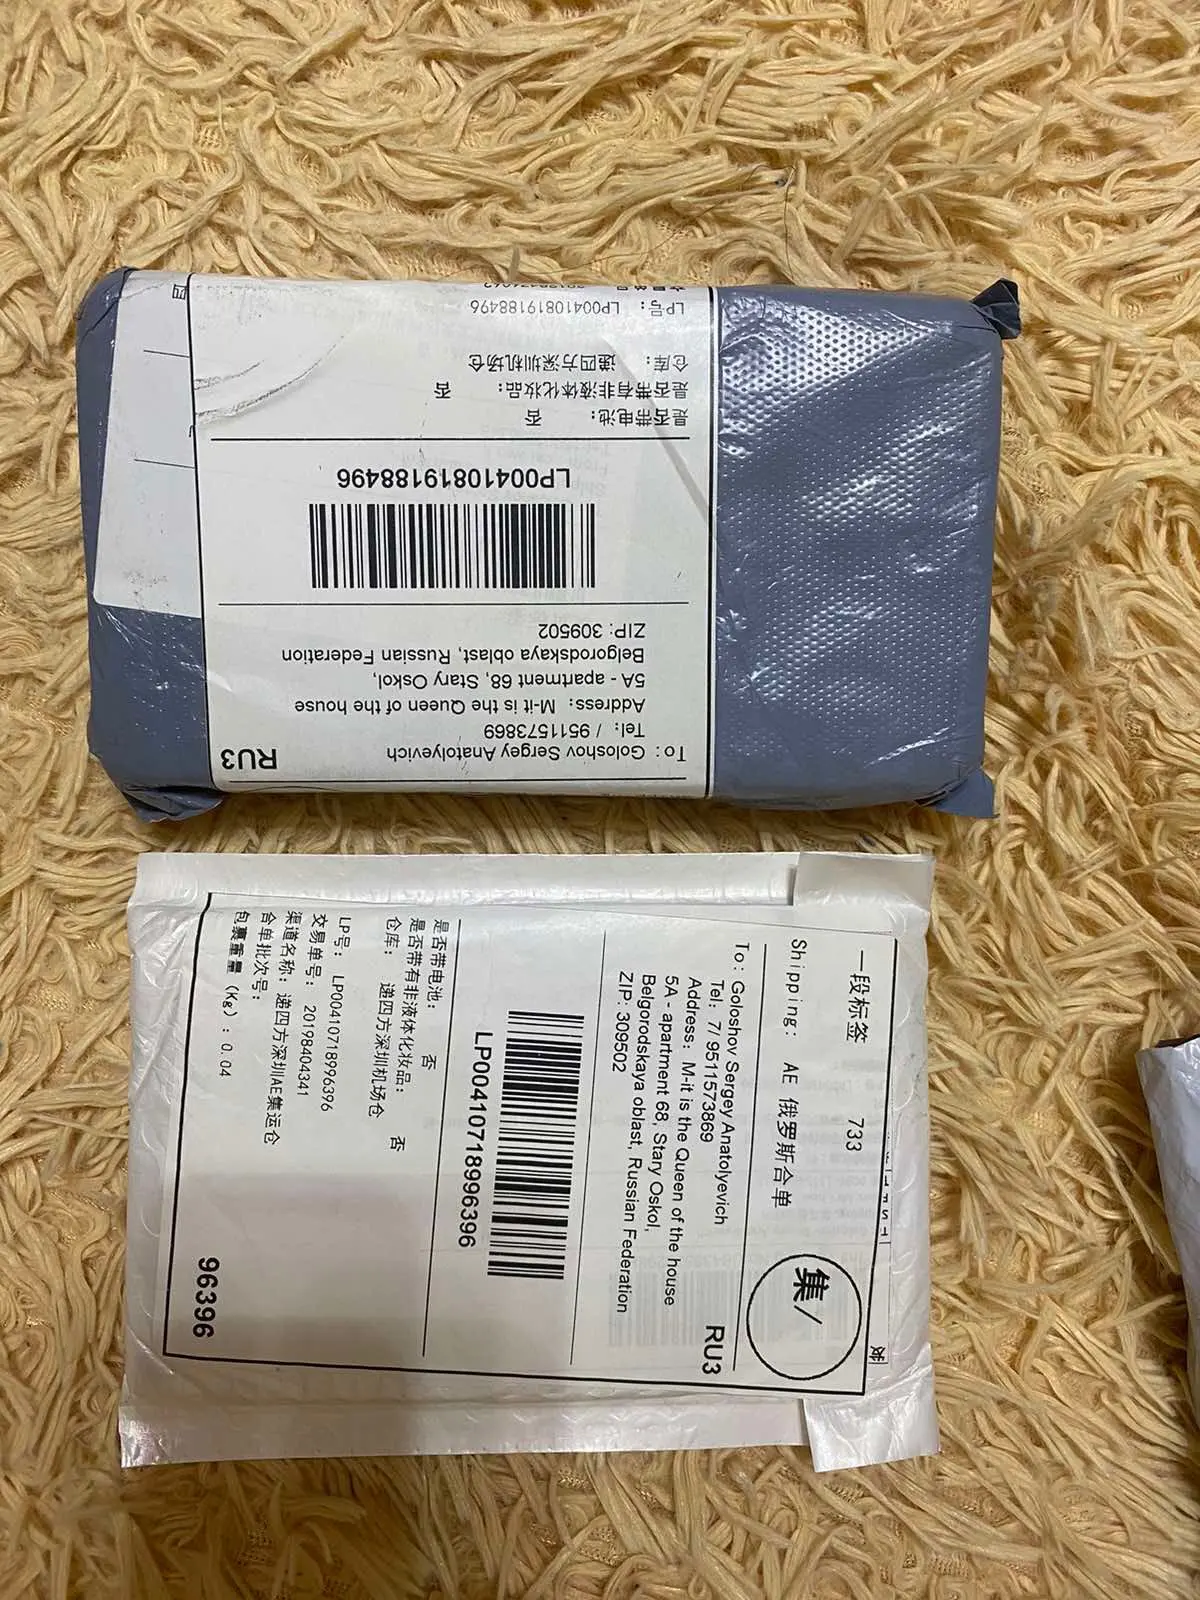 To: Goloshov Sergey Anatolyevich
Tel: / 9511573869
Address: M-it is the Queen of the house
5A - apartment 68, Stary Oskol,
Belgorodskaya oblast, Russian Federation
ZIP: 309502
RU3
LP00410819188496
是否带电池: 否
是否带有非液体化妆品: 否
仓库: 递四方深圳机场仓
LP号: LP00410819188496
四
一段标签 733
Shipping: AE 俄罗斯合单
集/
To: Goloshov Sergey Anatolyevich
Tel: 7/ 9511573869
Address: M-it is the Queen of the house
5A - apartment 68, Stary Oskol,
Belgorodskaya oblast, Russian Federation
ZIP: 309502
RU3
LP00410718996396
是否带电池: 否
是否带有非液体化妆品: 否
仓库: 递四方深圳机场仓
LP号: LP00410718996396
交易单号: 20198404341
渠道名称: 递四方深圳AE集运仓
合单批次号:
包裹重量 (Kg): 0.04
96396